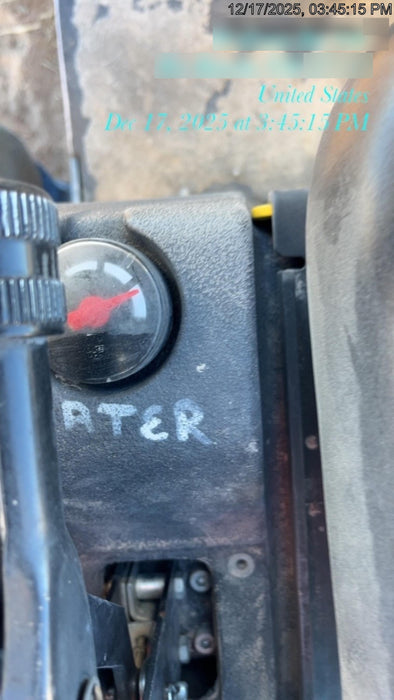 12/17/2025, 03:45:15 PM
United States
Dec 17, 2025 at 3:45:15 PM
ATER